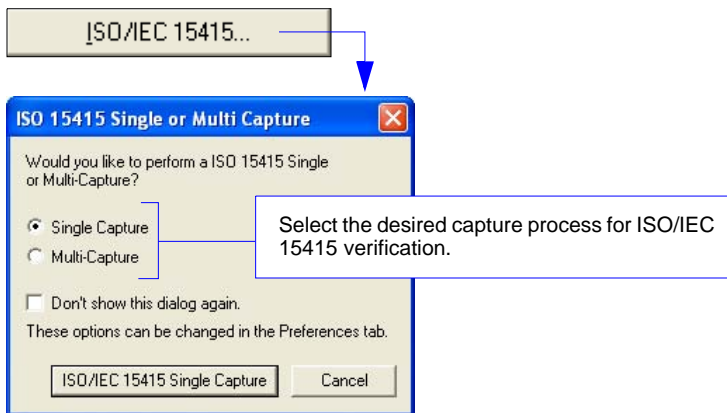 ISO/IEC 15415...
ISO 15415 Single or Multi Capture
Would you like to perform a ISO 15415 Single
or Multi-Capture?
Single Capture
Multi-Capture
Select the desired capture process for ISO/IEC
15415 verification.
Don't show this dialog again.
These options can be changed in the Preferences tab.
ISO/IEC 15415 Single Capture
Cancel